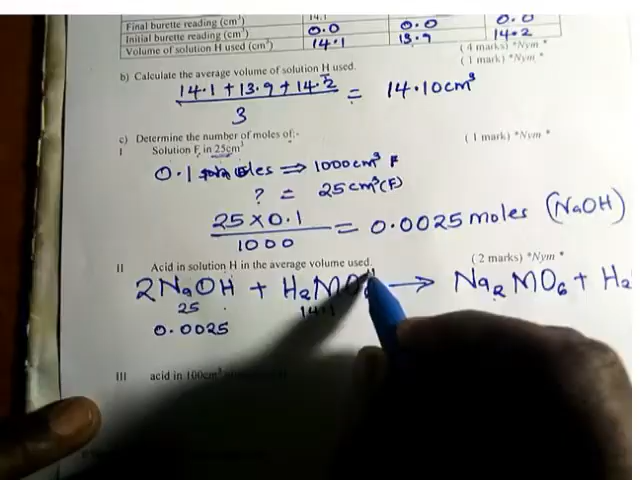 Final burette reading (cm³) 14.1
Initial burette reading (cm³) 0.0 0.0 0.0
Volume of solution H used (cm³) 14.1 13.9 14.2
( 4 marks) *Nym *
b) Calculate the average volume of solution H used. ( 1 mark) *Nym *
14.1 + 13.9 + 14.2
3
= 14.10cm³
c) Determine the number of moles of:- ( 1 mark) *Nym *
I Solution F, in 25cm³
0.1 moles ⇒ 1000cm³ F
? = 25cm³(F)
25 × 0.1
1000
= 0.0025 moles (NaOH)
II Acid in solution H in the average volume used. ( 2 marks) *Nym *
2NaOH + H₂MO → Na₂MO₆ + H₂
25 14.1
0.0025
III acid in 100cm³